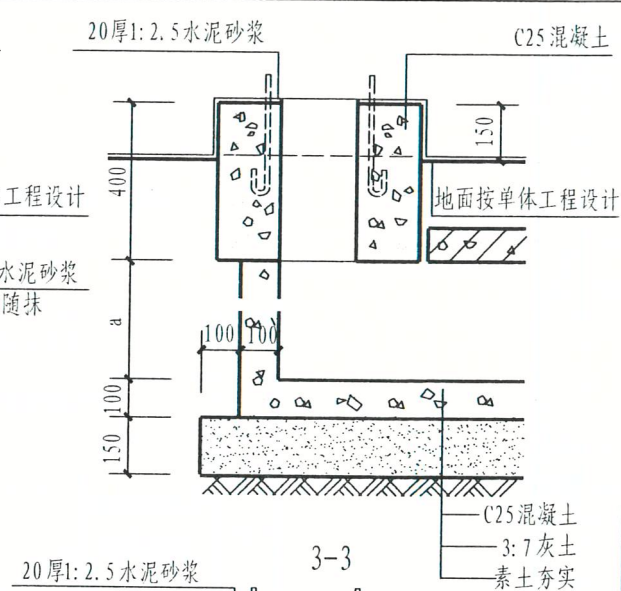 20厚1:2.5水泥砂浆
C25混凝土
150
400
工程设计
地面按单体工程设计
水泥砂浆
随抹
a
100
100
100
150
C25混凝土
3:7灰土
素土夯实
3-3
20厚1:2.5水泥砂浆